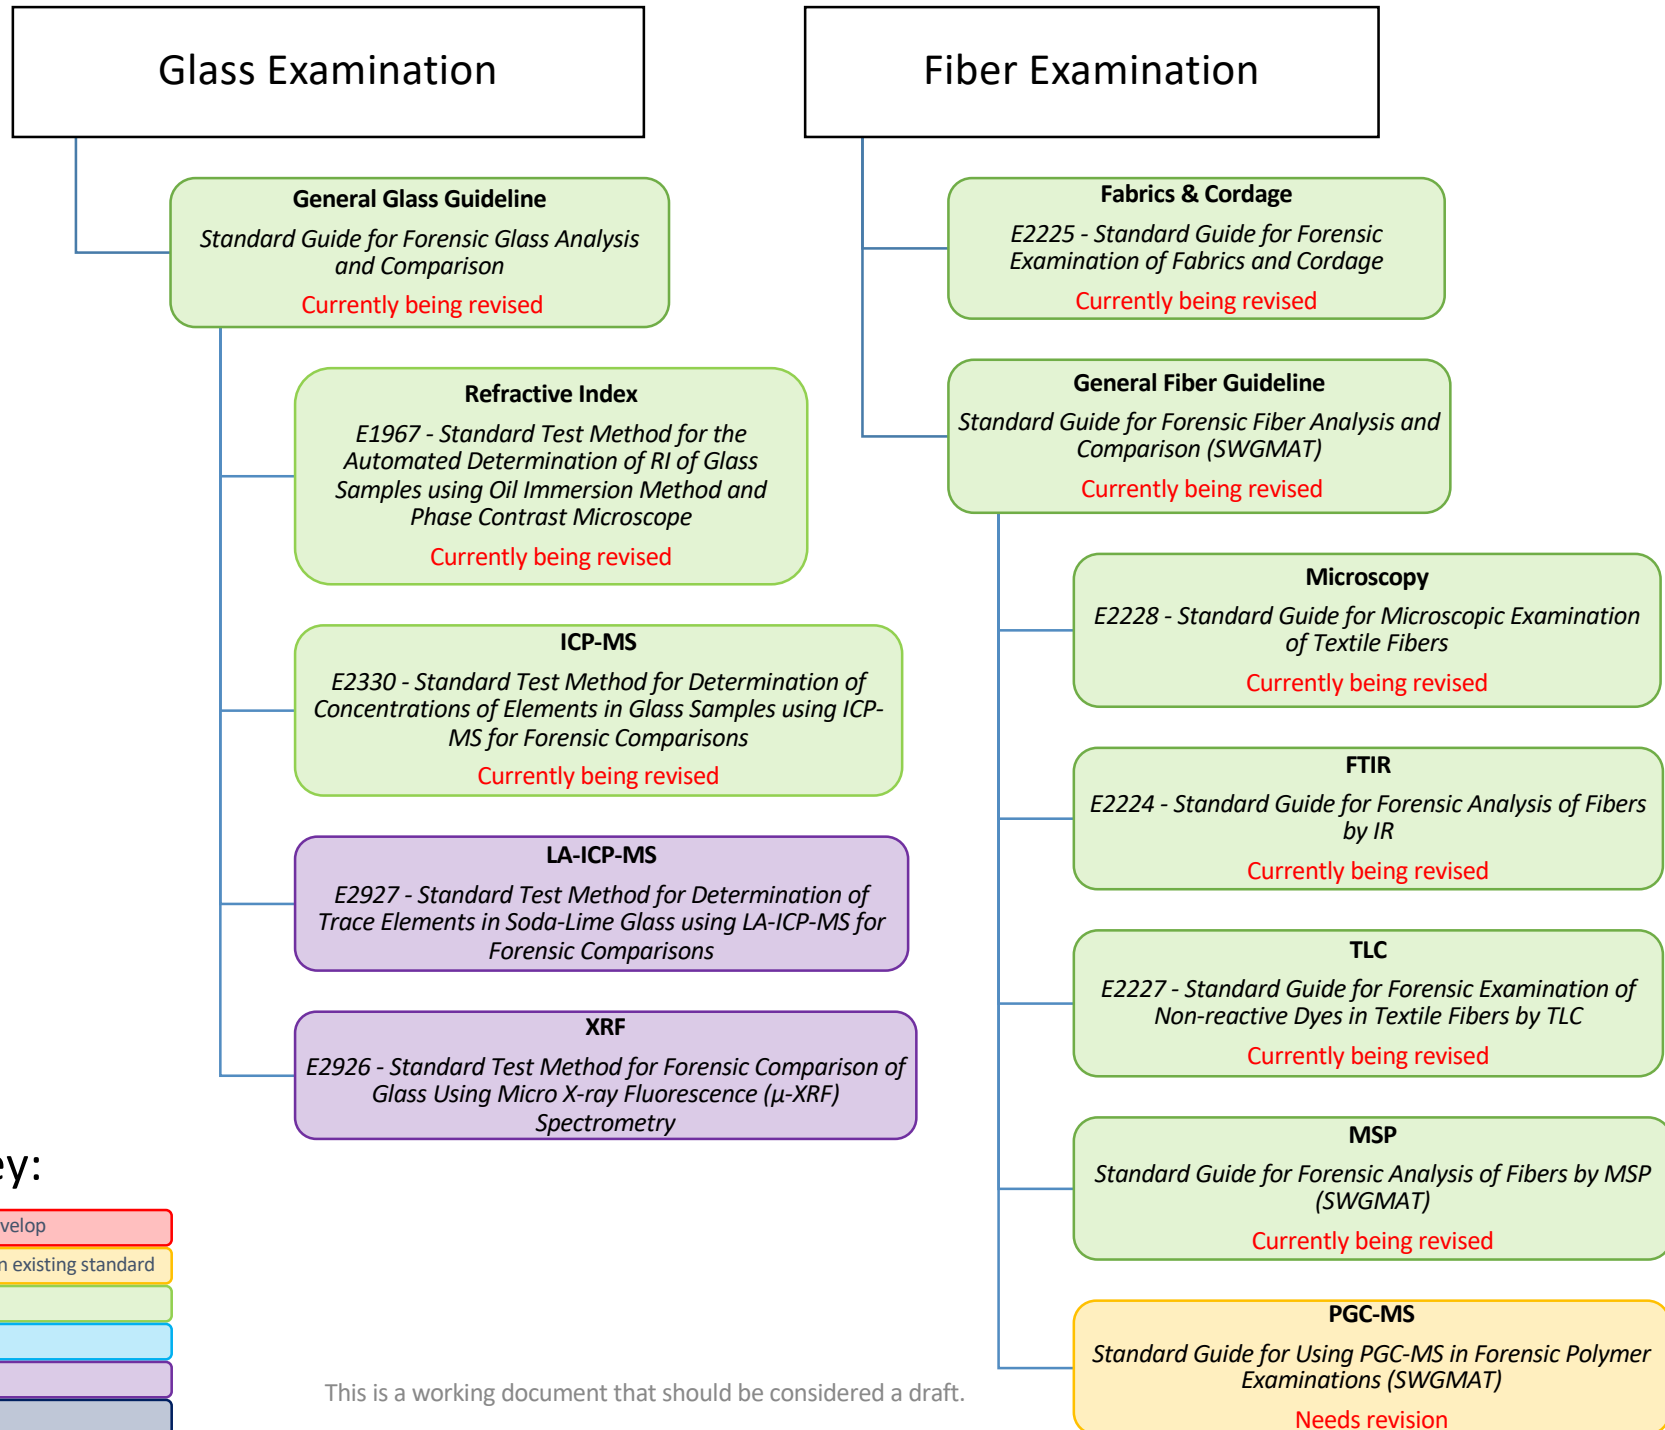 Glass Examination
General Glass Guideline
Standard Guide for Forensic Glass Analysis
and Comparison
Currently being revised
Refractive Index
E1967 - Standard Test Method for the
Automated Determination of RI of Glass
Samples using Oil Immersion Method and
Phase Contrast Microscope
Currently being revised
ICP-MS
E2330 - Standard Test Method for Determination of
Concentrations of Elements in Glass Samples using ICP-
MS for Forensic Comparisons
Currently being revised
LA-ICP-MS
E2927 - Standard Test Method for Determination of
Trace Elements in Soda-Lime Glass using LA-ICP-MS for
Forensic Comparisons
XRF
E2926 - Standard Test Method for Forensic Comparison of
Glass Using Micro X-ray Fluorescence (µ-XRF)
Spectrometry
Fiber Examination
Fabrics & Cordage
E2225 - Standard Guide for Forensic
Examination of Fabrics and Cordage
Currently being revised
General Fiber Guideline
Standard Guide for Forensic Fiber Analysis and
Comparison (SWGMAT)
Currently being revised
Microscopy
E2228 - Standard Guide for Microscopic Examination
of Textile Fibers
Currently being revised
FTIR
E2224 - Standard Guide for Forensic Analysis of Fibers
by IR
Currently being revised
TLC
E2227 - Standard Guide for Forensic Examination of
Non-reactive Dyes in Textile Fibers by TLC
Currently being revised
MSP
Standard Guide for Forensic Analysis of Fibers by MSP
(SWGMAT)
Currently being revised
PGC-MS
Standard Guide for Using PGC-MS in Forensic Polymer
Examinations (SWGMAT)
Needs revision
ey:
velop
n existing standard
This is a working document that should be considered a draft.